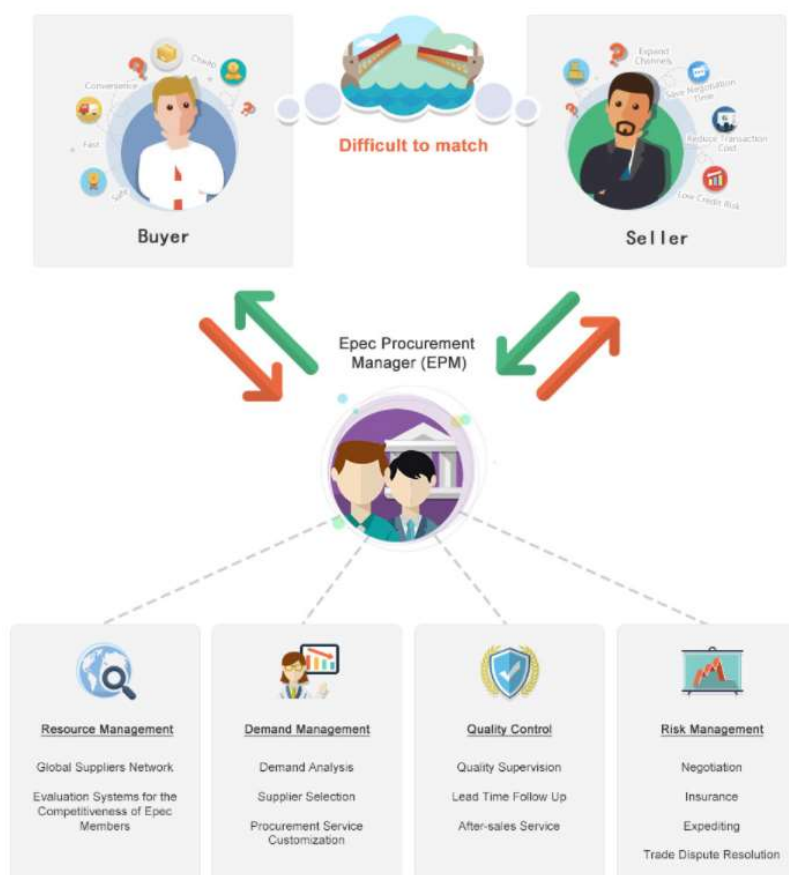 Cheap
Convenience
Fast
Safe
Buyer
Difficult to match
Expand
Channels
Save Negotiation
Time
Reduce Transaction
Cost
Low Credit Risk
Seller
Epec Procurement
Manager (EPM)
Resource Management
Global Suppliers Network
Evaluation Systems for the
Competitiveness of Epec
Members
Demand Management
Demand Analysis
Supplier Selection
Procurement Service
Customization
Quality Control
Quality Supervision
Lead Time Follow Up
After-sales Service
Risk Management
Negotiation
Insurance
Expediting
Trade Dispute Resolution